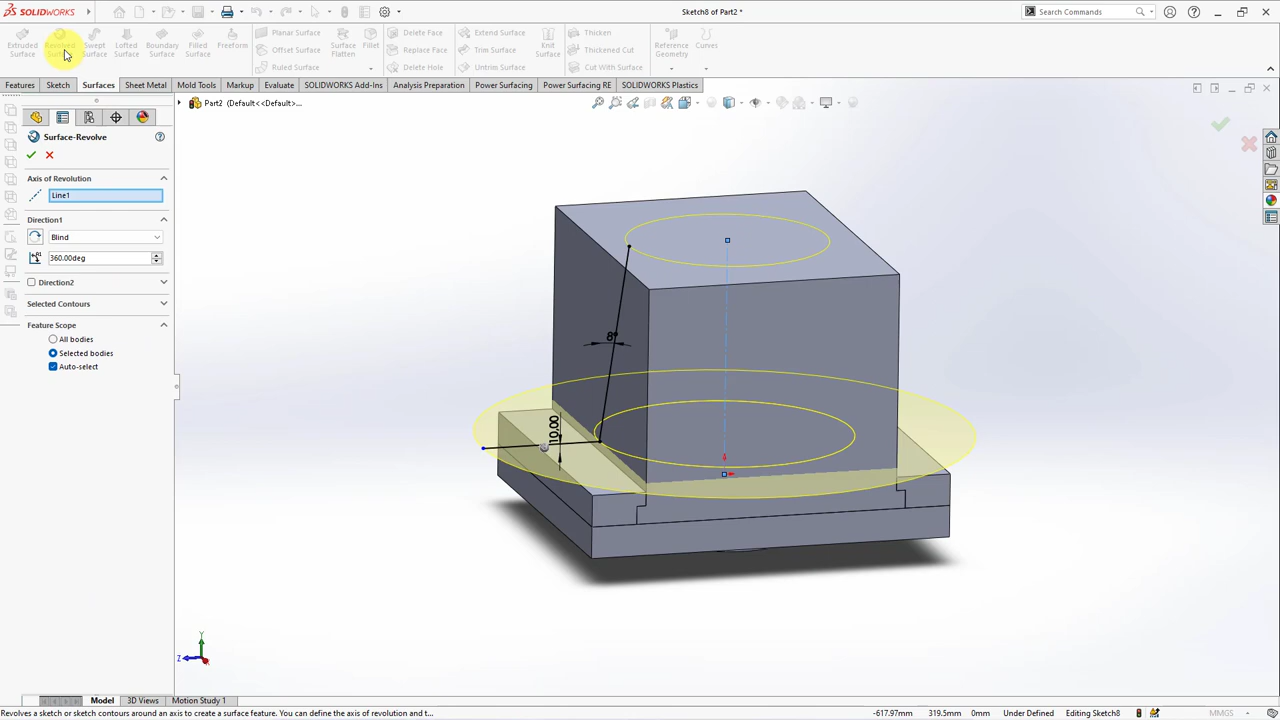 SOLIDWORKS
Sketch8 of Part2 *
Search Commands
Extruded Surface
Revolved Surface
Swept Surface
Lofted Surface
Boundary Surface
Filled Surface
Freeform
Planar Surface
Offset Surface
Ruled Surface
Surface Flatten
Fillet
Delete Face
Replace Face
Delete Hole
Extend Surface
Trim Surface
Untrim Surface
Knit Surface
Thicken
Thickened Cut
Cut With Surface
Reference Geometry
Curves
Features
Sketch
Surfaces
Sheet Metal
Mold Tools
Markup
Evaluate
SOLIDWORKS Add-Ins
Analysis Preparation
Power Surfacing
Power Surfacing RE
SOLIDWORKS Plastics
Part2 (Default<<Default>...
Surface-Revolve
Axis of Revolution
Line1
Direction1
Blind
360.00deg
Direction2
Selected Contours
Feature Scope
All bodies
Selected bodies
Auto-select
8°
10.00
Y
Z
Model
3D Views
Motion Study 1
Revolves a sketch or sketch contours around an axis to create a surface feature. You can define the axis of revolution and t...
-617.97mm
319.5mm
0mm
Under Defined
Editing Sketch8
MMGS